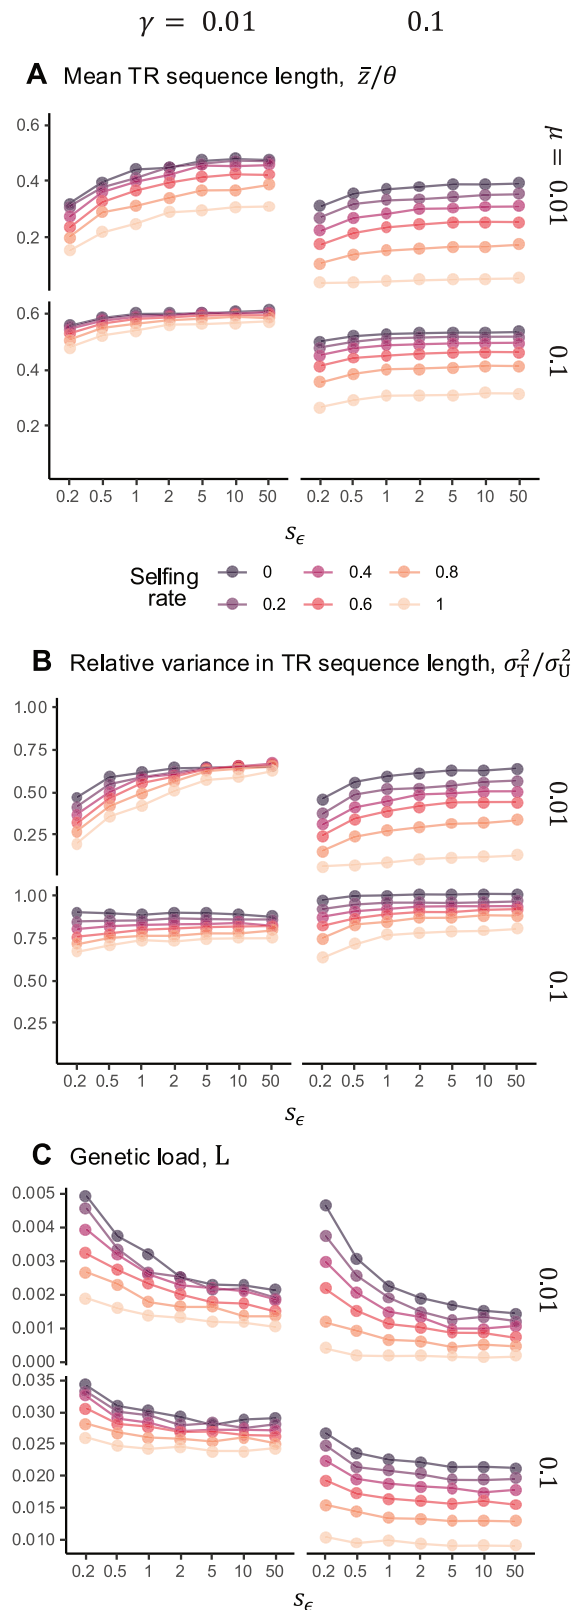 γ = 0.01 0.1
A Mean TR sequence length, z̄/θ
0.6
0.4
0.2
μ = 0.01
0.6
0.4
0.2
0.1
0.2 0.5 1 2 5 10 50 0.2 0.5 1 2 5 10 50
sϵ
Selfing rate
0 0.4 0.8
0.2 0.6 1
B Relative variance in TR sequence length, σ²T/σ²U
1.00
0.75
0.50
0.25
0.01
1.00
0.75
0.50
0.25
0.1
0.2 0.5 1 2 5 10 50 0.2 0.5 1 2 5 10 50
sϵ
C Genetic load, L
0.005
0.004
0.003
0.002
0.001
0.000
0.01
0.035
0.030
0.025
0.020
0.015
0.010
0.1
0.2 0.5 1 2 5 10 50 0.2 0.5 1 2 5 10 50
sϵ